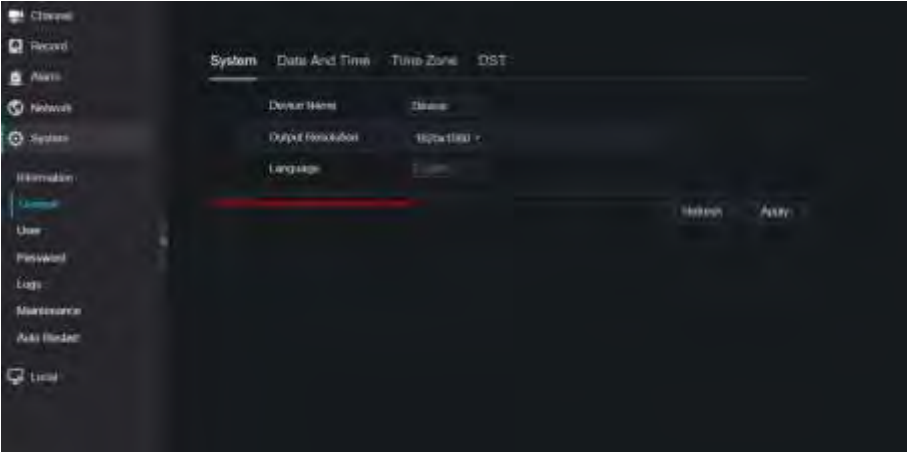 Channel
Record
Alarm
Network
System
Information
General
User
Password
Logs
Maintenance
Auto Restart
Local
System Date And Time Time Zone DST
Device Name Device
Output Resolution 1920x1080
Language English
Refresh Apply